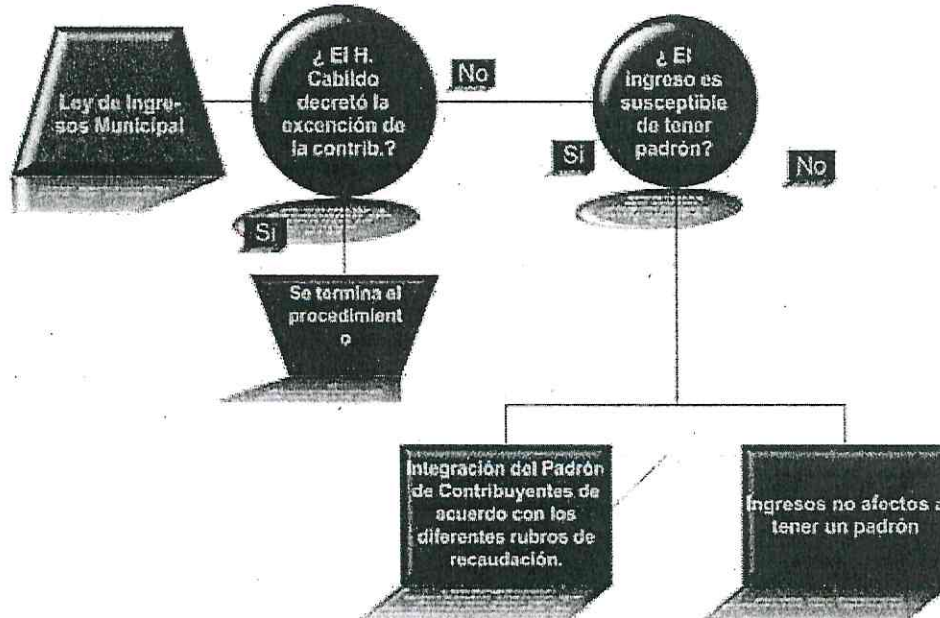 Ley de Ingre-
sos Municipal
¿ El H.
Cabildo
decretó la
excención de
la contrib.?
No
¿ El
ingreso es
susceptible
de tener
padrón?
Si
No
Si
Se termina el
procedimient
o
Integración del Padrón
de Contribuyentes de
acuerdo con los
diferentes rubros de
recaudación.
Ingresos no afectos a
tener un padrón